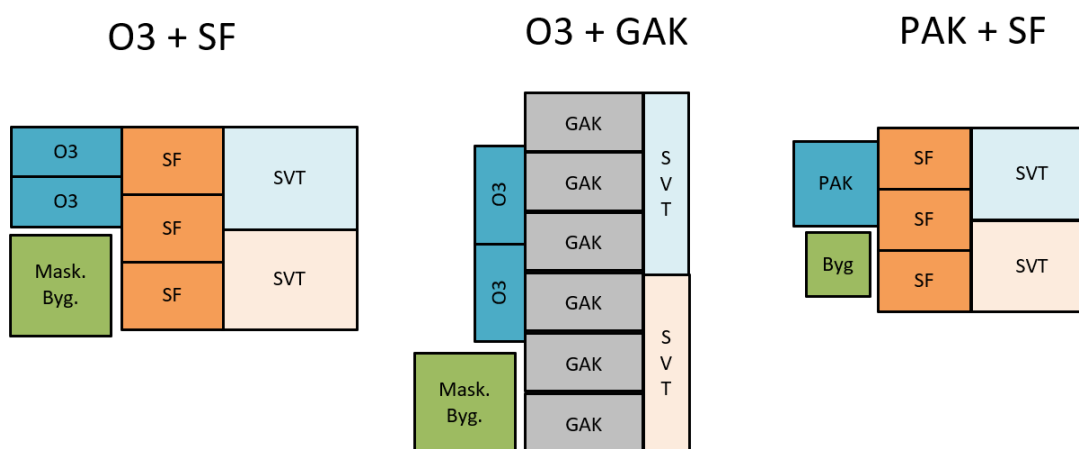 O3 + SF
O3
O3
SF
SF
SF
SVT
SVT
Mask.
Byg.
O3 + GAK
GAK
GAK
GAK
GAK
GAK
GAK
O3
O3
S
V
T
S
V
T
Mask.
Byg.
PAK + SF
PAK
Byg
SF
SF
SF
SVT
SVT